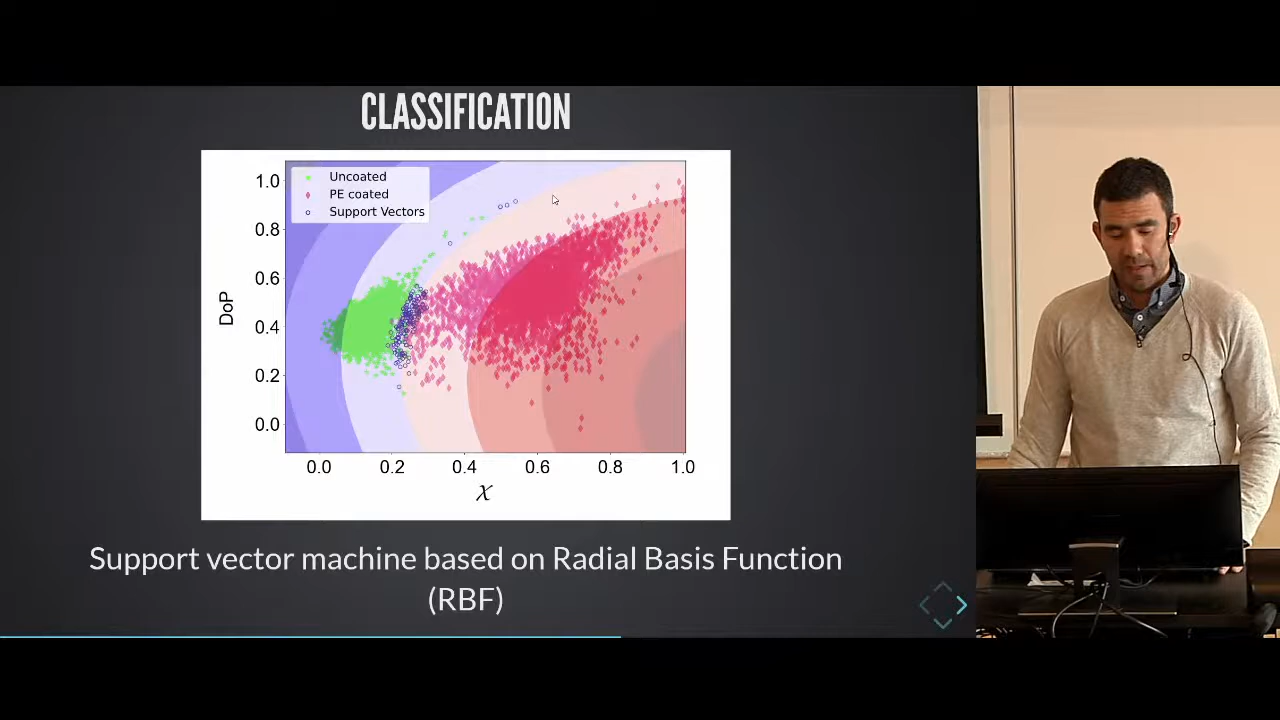 CLASSIFICATION
Uncoated
PE coated
Support Vectors
1.0
0.8
0.6
0.4
0.2
0.0
DoP
0.0 0.2 0.4 0.6 0.8 1.0
χ
Support vector machine based on Radial Basis Function
(RBF)